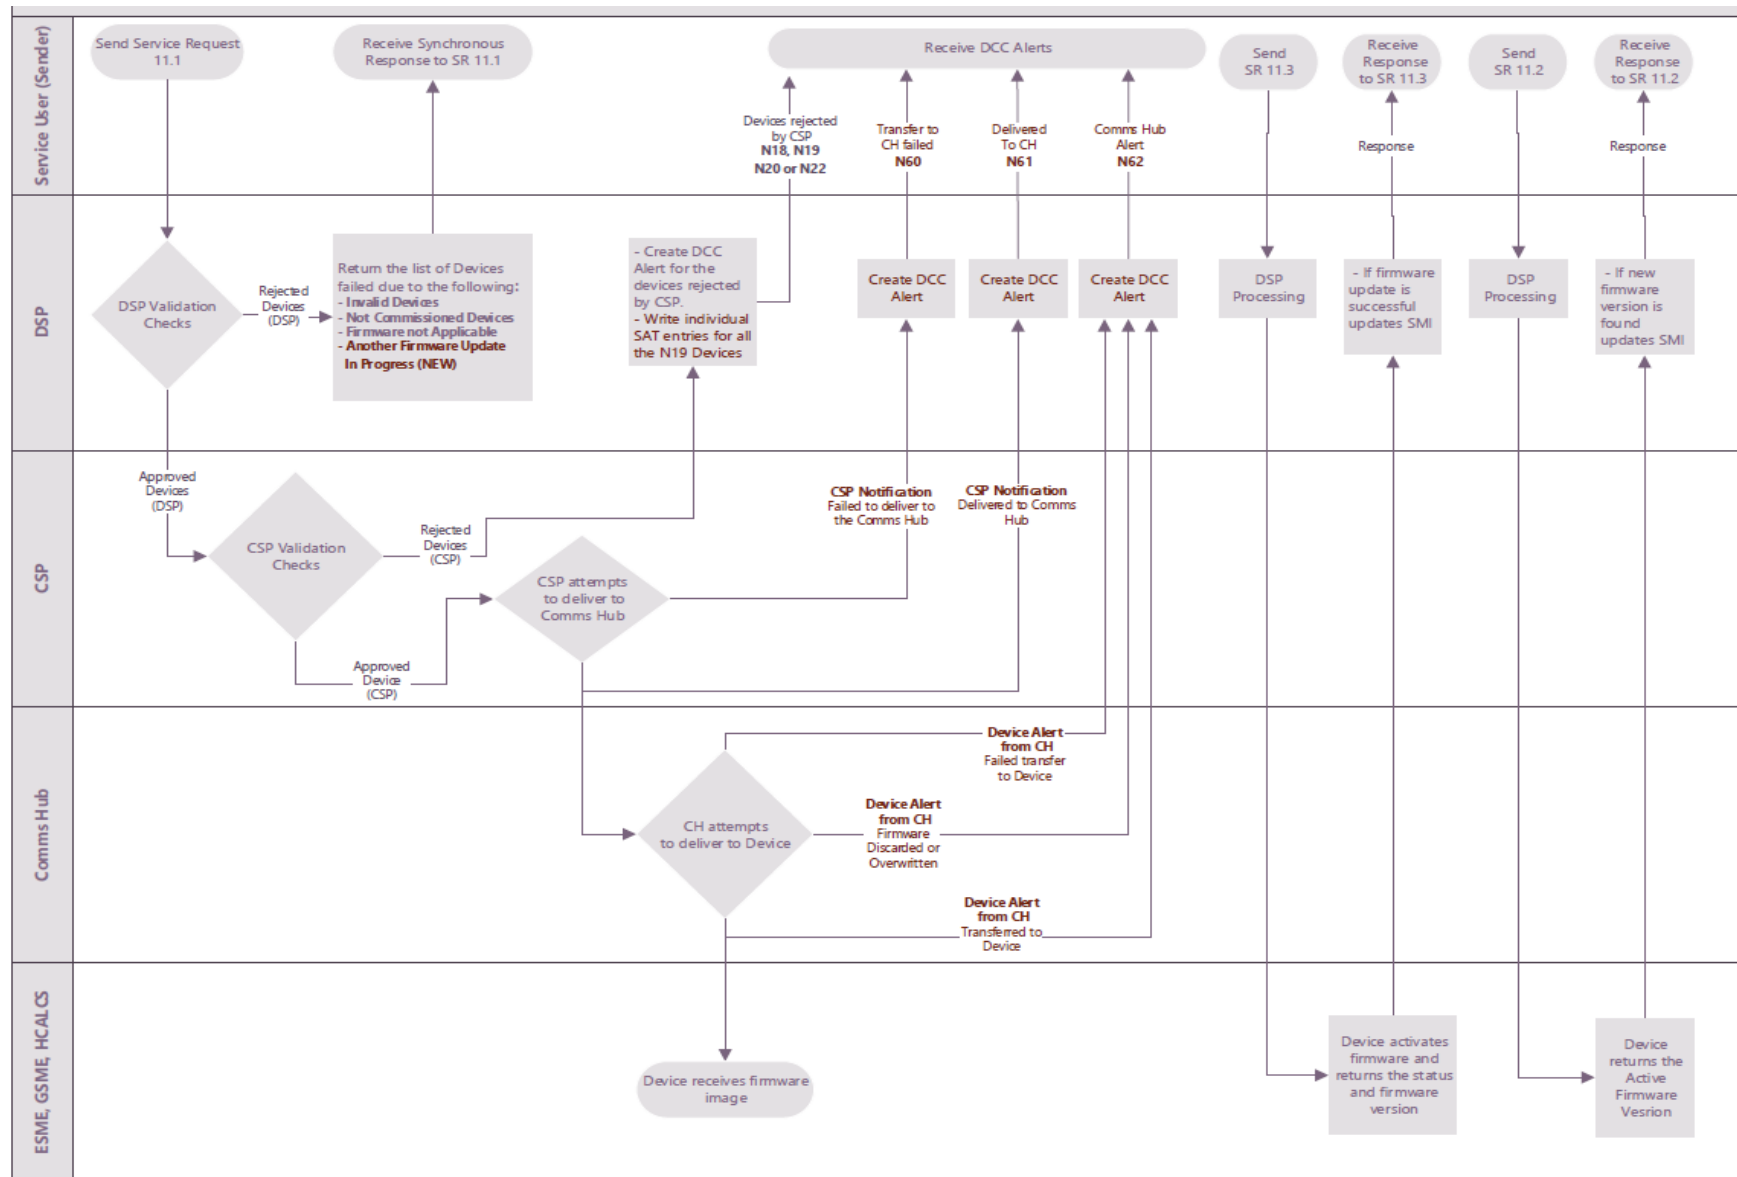 Service User (Sender)
Send Service Request
11.1
Receive Synchronous
Response to SR 11.1
Receive DCC Alerts
Send
SR 11.3
Receive
Response
to SR 11.3
Send
SR 11.2
Receive
Response
to SR 11.2
Devices rejected
by CSP
N18, N19
N20 or N22
Transfer to
CH failed
N60
Delivered
To CH
N61
Comms Hub
Alert
N62
Response
Response
DSP
DSP Validation
Checks
Rejected
Devices
(DSP)
Return the list of Devices
failed due to the following:
- Invalid Devices
- Not Commissioned Devices
- Firmware not Applicable
- Another Firmware Update
In Progress (NEW)
- Create DCC
Alert for the
devices rejected
by CSP.
- Write individual
SAT entries for all
the N19 Devices
Create DCC
Alert
Create DCC
Alert
Create DCC
Alert
DSP
Processing
- If firmware
update is
successful
updates SMI
DSP
Processing
- If new
firmware
version is
found
updates SMI
CSP
Approved
Devices
(DSP)
CSP Validation
Checks
Rejected
Devices
(CSP)
Approved
Device
(CSP)
CSP attempts
to deliver to
Comms Hub
CSP Notification
Failed to deliver to
the Comms Hub
CSP Notification
Delivered to Comms
Hub
Comms Hub
CH attempts
to deliver to Device
Device Alert
from CH
Failed transfer
to Device
Device Alert
from CH
Firmware
Discarded or
Overwritten
Device Alert
from CH
Transferred to
Device
ESME, GSME, HCALCS
Device receives firmware
image
Device activates
firmware and
returns the status
and firmware
version
Device
returns the
Active
Firmware
Vesrion